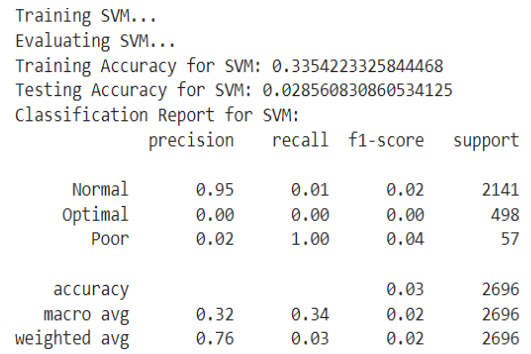 Training SVM...
Evaluating SVM...
Training Accuracy for SVM: 0.3354223325844468
Testing Accuracy for SVM: 0.028560830860534125
Classification Report for SVM:
precision recall f1-score support
Normal 0.95 0.01 0.02 2141
Optimal 0.00 0.00 0.00 498
Poor 0.02 1.00 0.04 57
accuracy 0.03 2696
macro avg 0.32 0.34 0.02 2696
weighted avg 0.76 0.03 0.02 2696